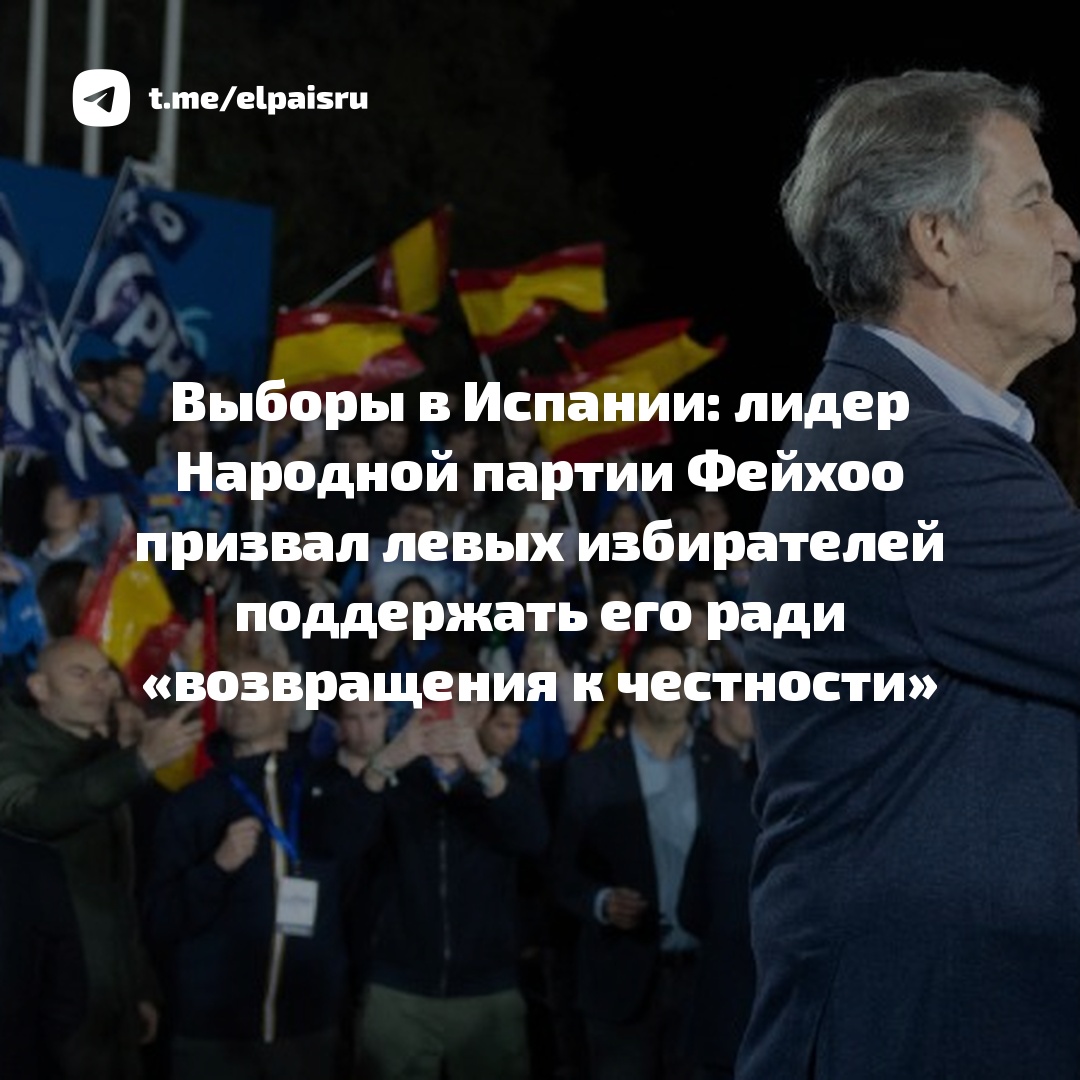 t.me/elpaisru
Выборы в Испании: лидер
Народной партии Фейхоо
призвал левых избирателей
поддержать его ради
«возвращения к честности»